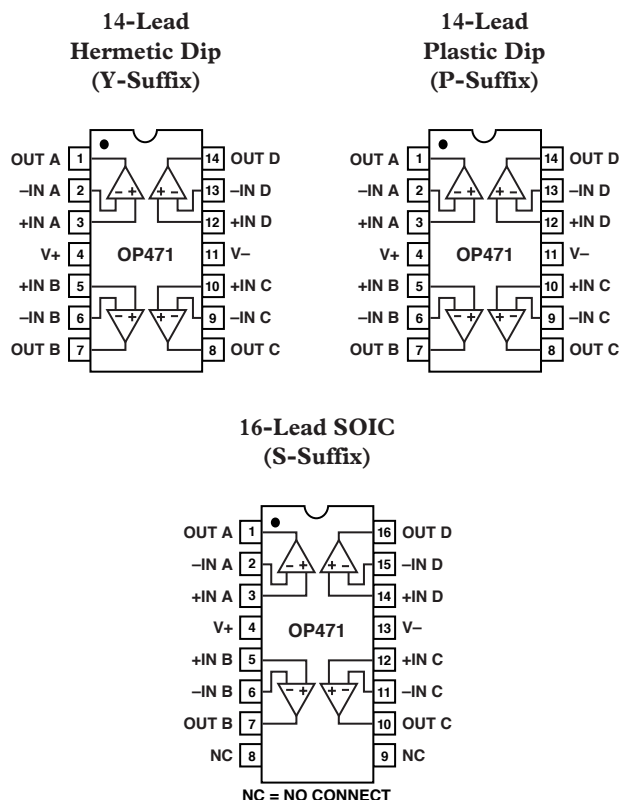 14-Lead
Hermetic Dip
(Y-Suffix)
OUT A 1 14 OUT D
–IN A 2 – + – + 13 –IN D
+IN A 3 12 +IN D
V+ 4 OP471 11 V–
+IN B 5 10 +IN C
–IN B 6 – + – + 9 –IN C
OUT B 7 8 OUT C
14-Lead
Plastic Dip
(P-Suffix)
OUT A 1 14 OUT D
–IN A 2 – + – + 13 –IN D
+IN A 3 12 +IN D
V+ 4 OP471 11 V–
+IN B 5 10 +IN C
–IN B 6 – + – + 9 –IN C
OUT B 7 8 OUT C
16-Lead SOIC
(S-Suffix)
OUT A 1 16 OUT D
–IN A 2 – + – + 15 –IN D
+IN A 3 14 +IN D
V+ 4 OP471 13 V–
+IN B 5 12 +IN C
–IN B 6 – + – + 11 –IN C
OUT B 7 10 OUT C
NC 8 9 NC
NC = NO CONNECT